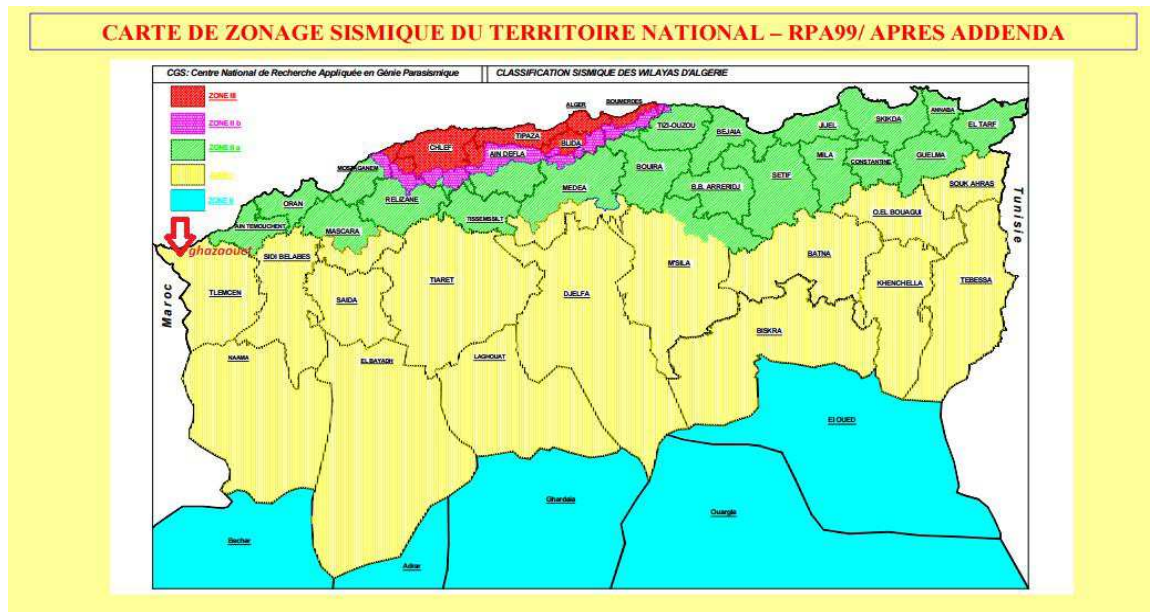 CARTE DE ZONAGE SISMIQUE DU TERRITOIRE NATIONAL – RPA99/ APRES ADDENDA
CGS: Centre National de Recherche Appliquée en Génie Parasismique
CLASSIFICATION SISMIQUE DES WILAYAS D'ALGERIE
ZONE III
ZONE II b
ZONE II a
ALGER
BOUMERDES
TIZI-OUZOU
BEJAIA
JIJEL
SKIKDA
ANNABA
EL TARF
TIPAZA
BLIDA
CHLEF
AIN DEFLA
MOSTAGANEM
BOUIRA
MILA
CONSTANTINE
GUELMA
SETIF
B.B. ARRERIDJ
MEDEA
RELIZANE
ORAN
SOUK AHRAS
Tunisie
TISSEMSSILT
O.EL BOUAGUI
AIN TEMOUCHENT
MASCARA
ghazaouet
SIDI BELABES
BATNA
M'SILA
TIARET
KHENCHELLA
TEBESSA
TLEMCEN
DJELFA
SAIDA
Maroc
BISKRA
NAAMA
EL BAYADH
LAGHOUAT
El OUED
Ghardaia
Ouargla
Bechar
Adrar